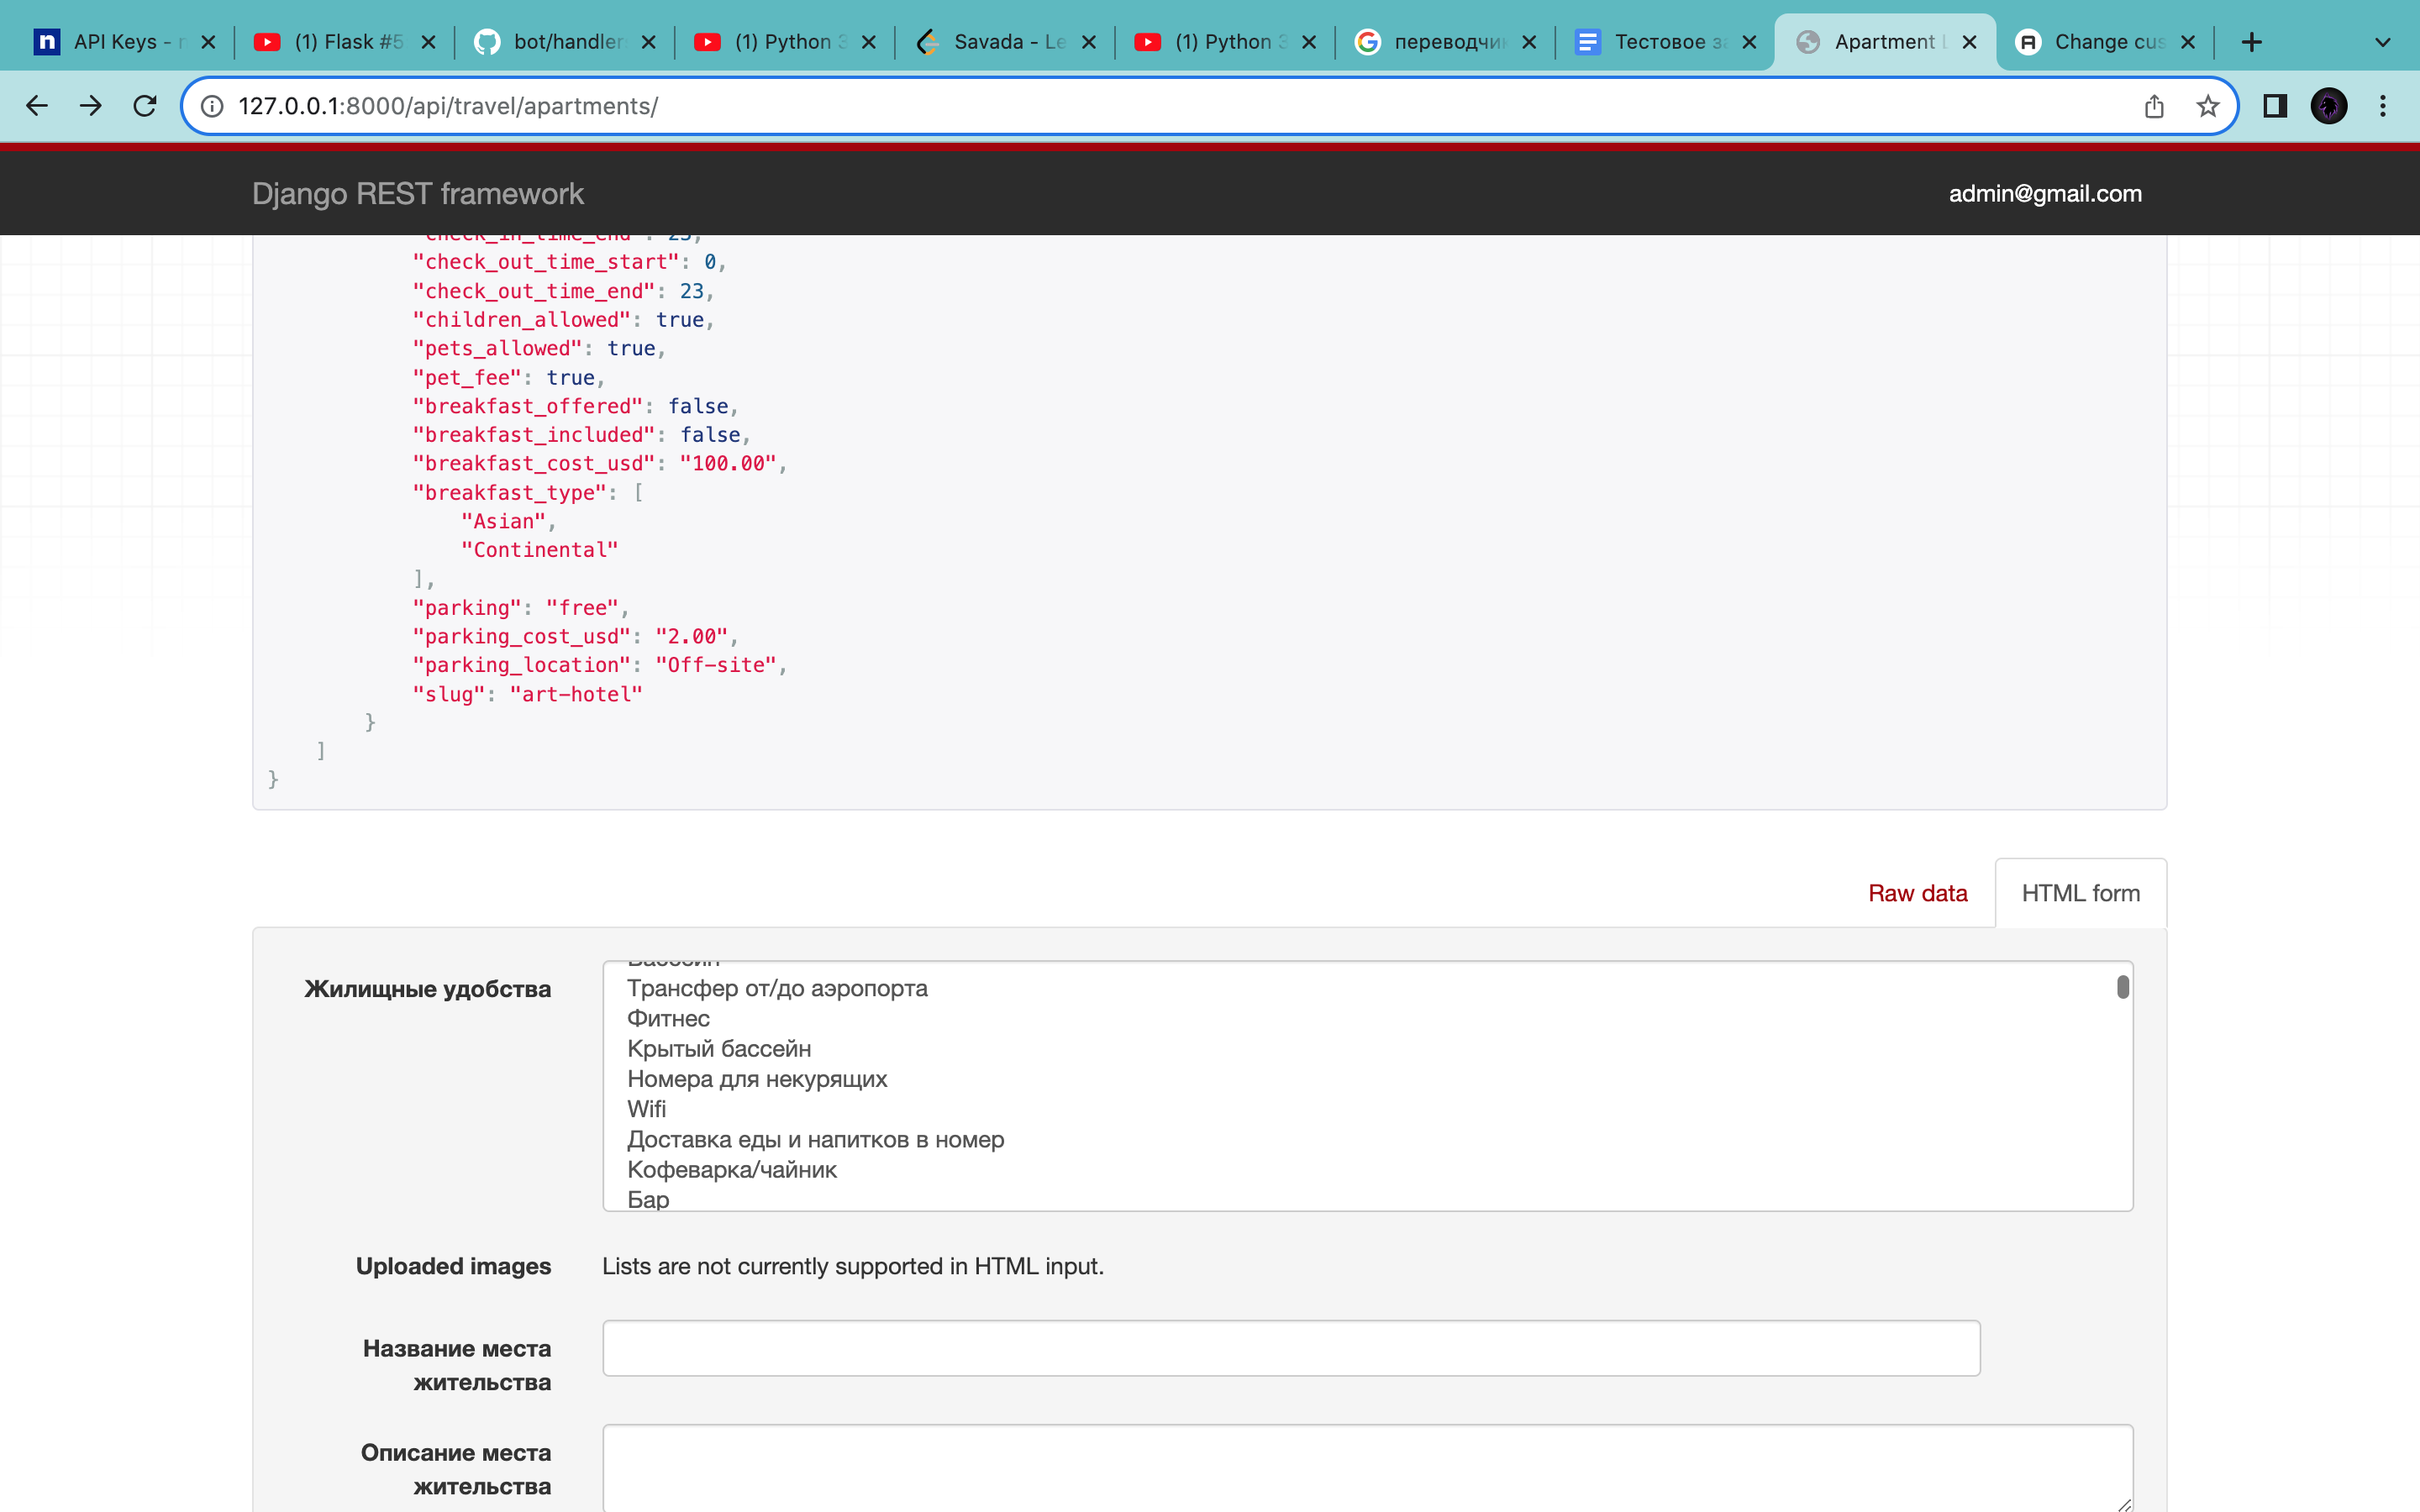 API Keys - n
(1) Flask #5
bot/handler
(1) Python 3
Savada - Le
(1) Python 3
переводчик
Тестовое за
Apartment L
Change cus
127.0.0.1:8000/api/travel/apartments/
Django REST framework
admin@gmail.com
"check_in_time_end": 23,
"check_out_time_start": 0,
"check_out_time_end": 23,
"children_allowed": true,
"pets_allowed": true,
"pet_fee": true,
"breakfast_offered": false,
"breakfast_included": false,
"breakfast_cost_usd": "100.00",
"breakfast_type": [
"Asian",
"Continental"
],
"parking": "free",
"parking_cost_usd": "2.00",
"parking_location": "Off-site",
"slug": "art-hotel"
}
]
}
Raw data
HTML form
Жилищные удобства
Бассейн
Трансфер от/до аэропорта
Фитнес
Крытый бассейн
Номера для некурящих
Wifi
Доставка еды и напитков в номер
Кофеварка/чайник
Бар
Uploaded images
Lists are not currently supported in HTML input.
Название места
жительства
Описание места
жительства